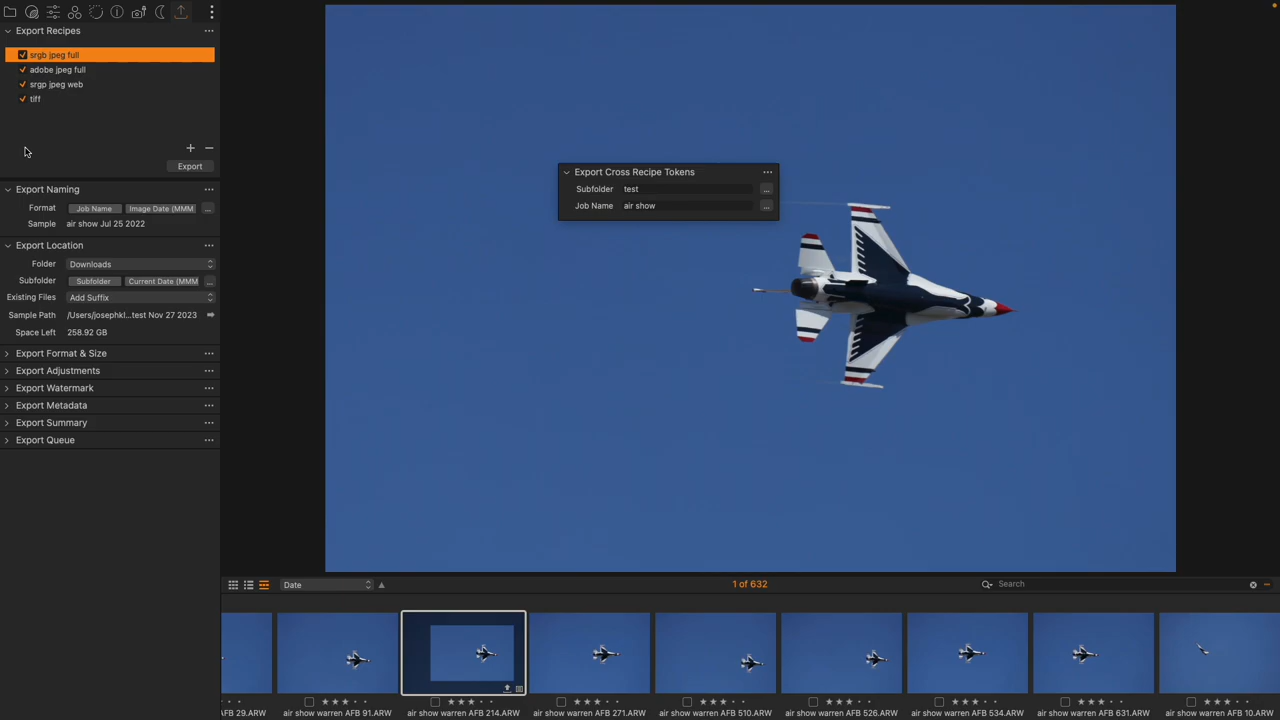 Export Recipes
srgb jpeg full
adobe jpeg full
srgp jpeg web
tiff
Export
Export Naming
Format Job Name Image Date (MMM ...
Sample air show Jul 25 2022
Export Location
Folder Downloads
Subfolder Subfolder Current Date (MMM ...
Existing Files Add Suffix
Sample Path /Users/josephkl...test Nov 27 2023
Space Left 258.92 GB
Export Format & Size
Export Adjustments
Export Watermark
Export Metadata
Export Summary
Export Queue
Export Cross Recipe Tokens
Subfolder test ...
Job Name air show ...
Date
1 of 632
Search
AFB 29.ARW
air show warren AFB 91.ARW
air show warren AFB 214.ARW
air show warren AFB 271.ARW
air show warren AFB 510.ARW
air show warren AFB 526.ARW
air show warren AFB 534.ARW
air show warren AFB 631.ARW
air show warren AFB 10.ARW